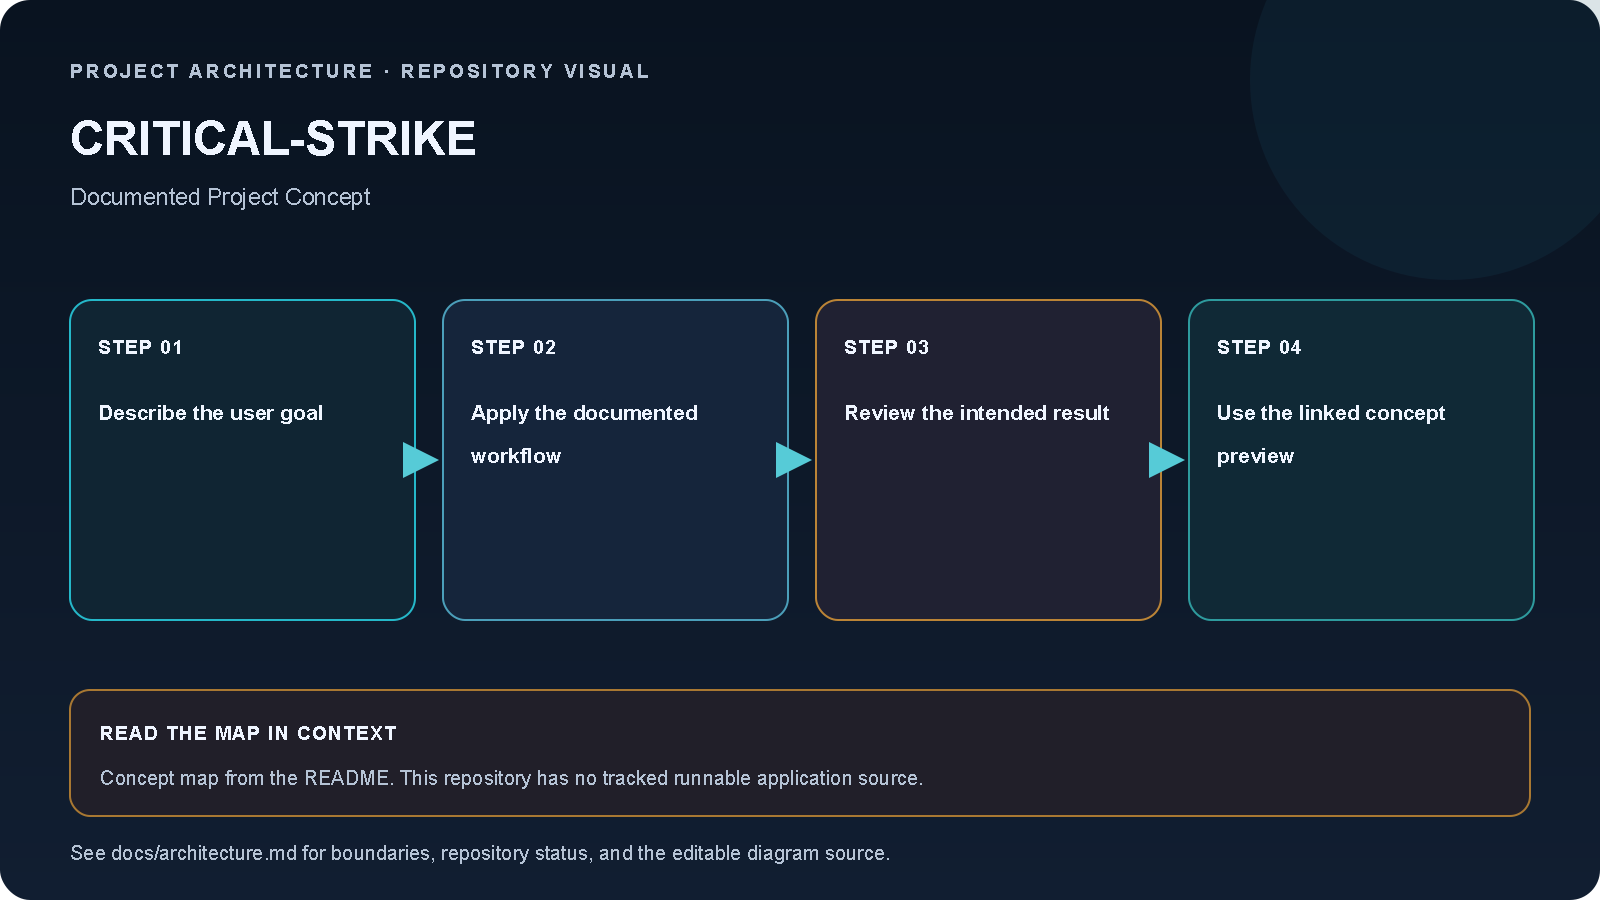 PROJECT ARCHITECTURE · REPOSITORY VISUAL
CRITICAL-STRIKE
Documented Project Concept
STEP 01
Describe the user goal
STEP 02
Apply the documented
workflow
STEP 03
Review the intended result
STEP 04
Use the linked concept
preview
READ THE MAP IN CONTEXT
Concept map from the README. This repository has no tracked runnable application source.
See docs/architecture.md for boundaries, repository status, and the editable diagram source.